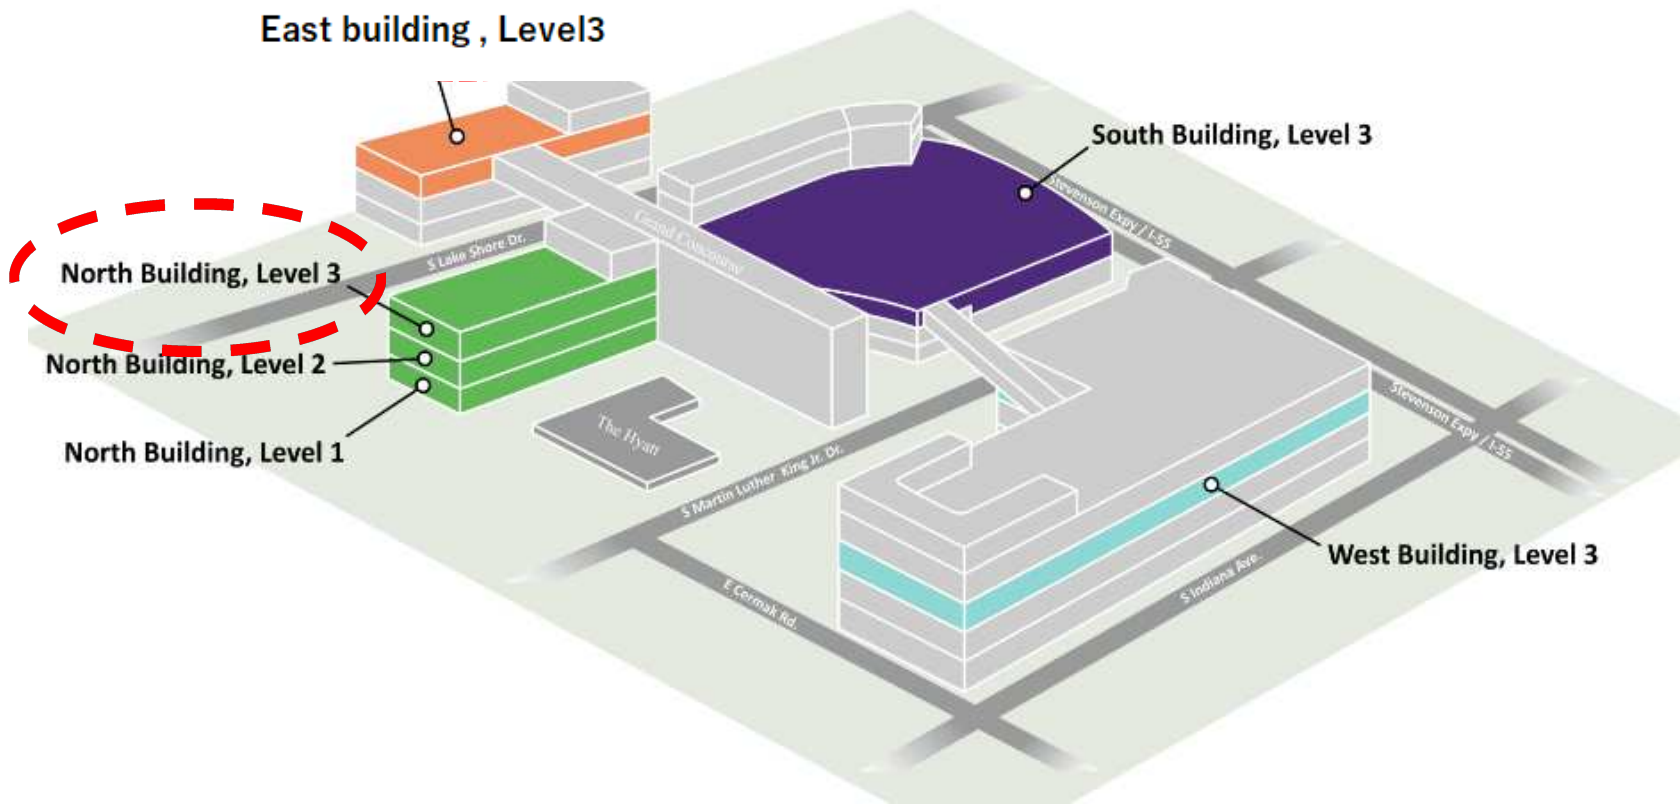 East building , Level3
South Building, Level 3
Stevenson Expy / I-55
Grand Concourse
S Lake Shore Dr.
North Building, Level 3
North Building, Level 2
North Building, Level 1
The Hyatt
S Martin Luther King Jr. Dr.
Stevenson Expy / I-55
West Building, Level 3
S Indiana Ave.
E Cermak Rd.